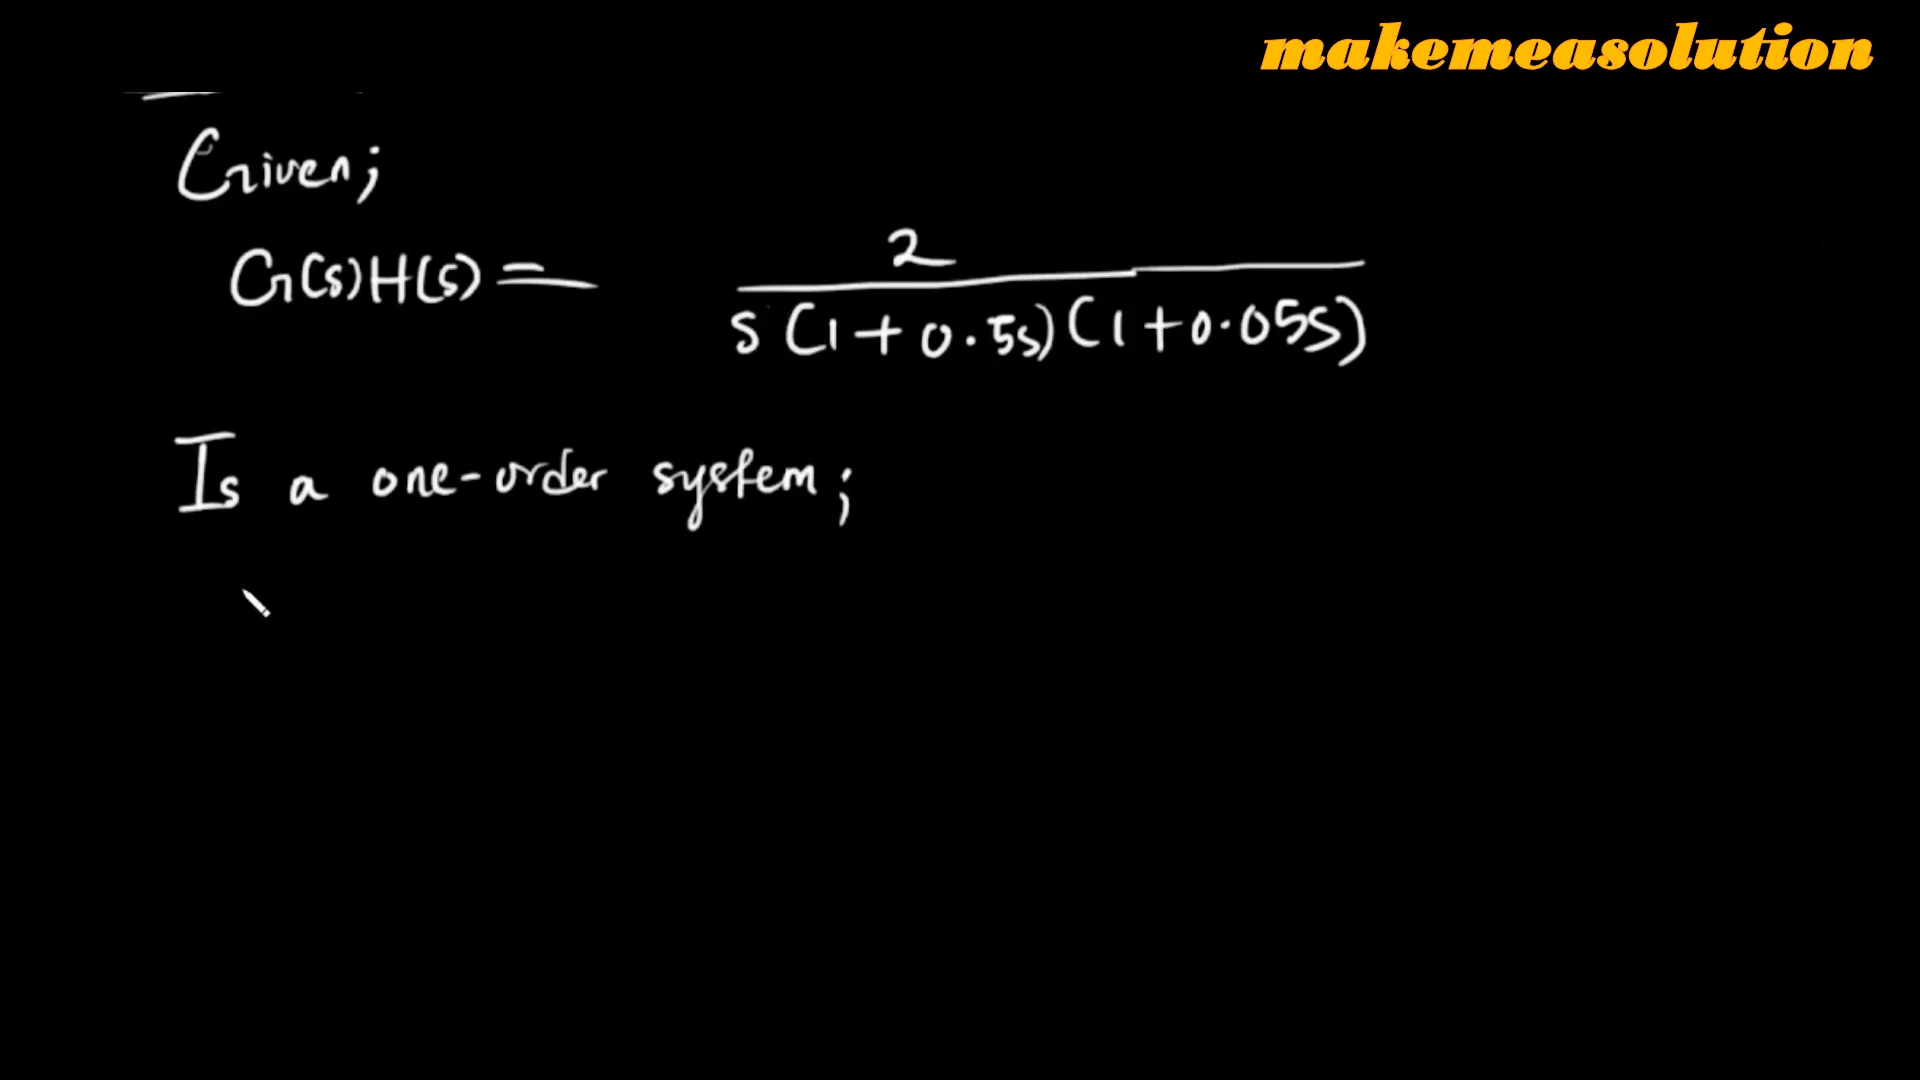 makemeasolution
Given;
G(s)H(s) = 2 / s(1+0.5s)(1+0.05s)
Is a one-order system;